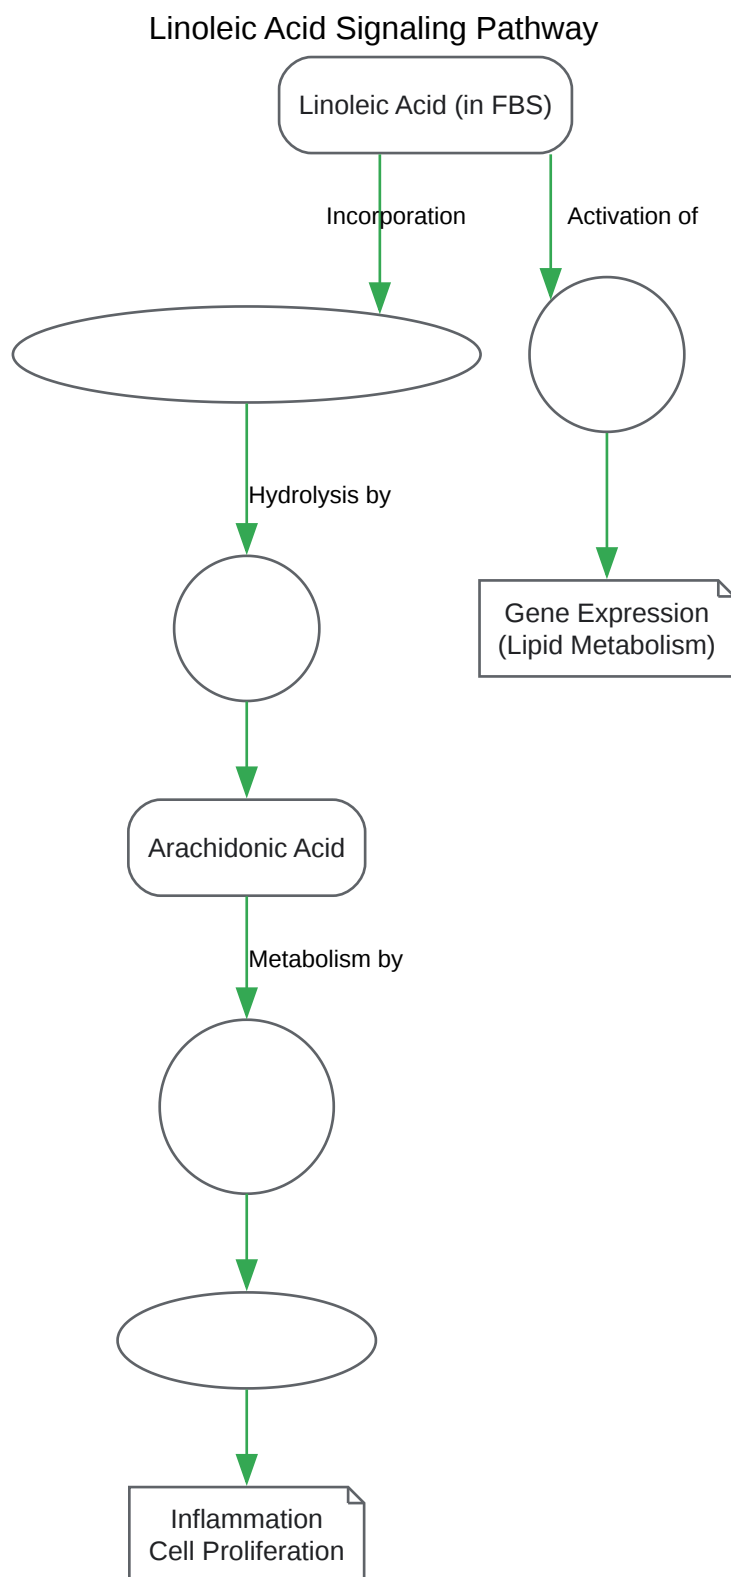 Linoleic Acid Signaling Pathway
Linoleic Acid (in FBS)
Incorporation
Activation of
Hydrolysis by
Gene Expression
(Lipid Metabolism)
Arachidonic Acid
Metabolism by
Inflammation
Cell Proliferation